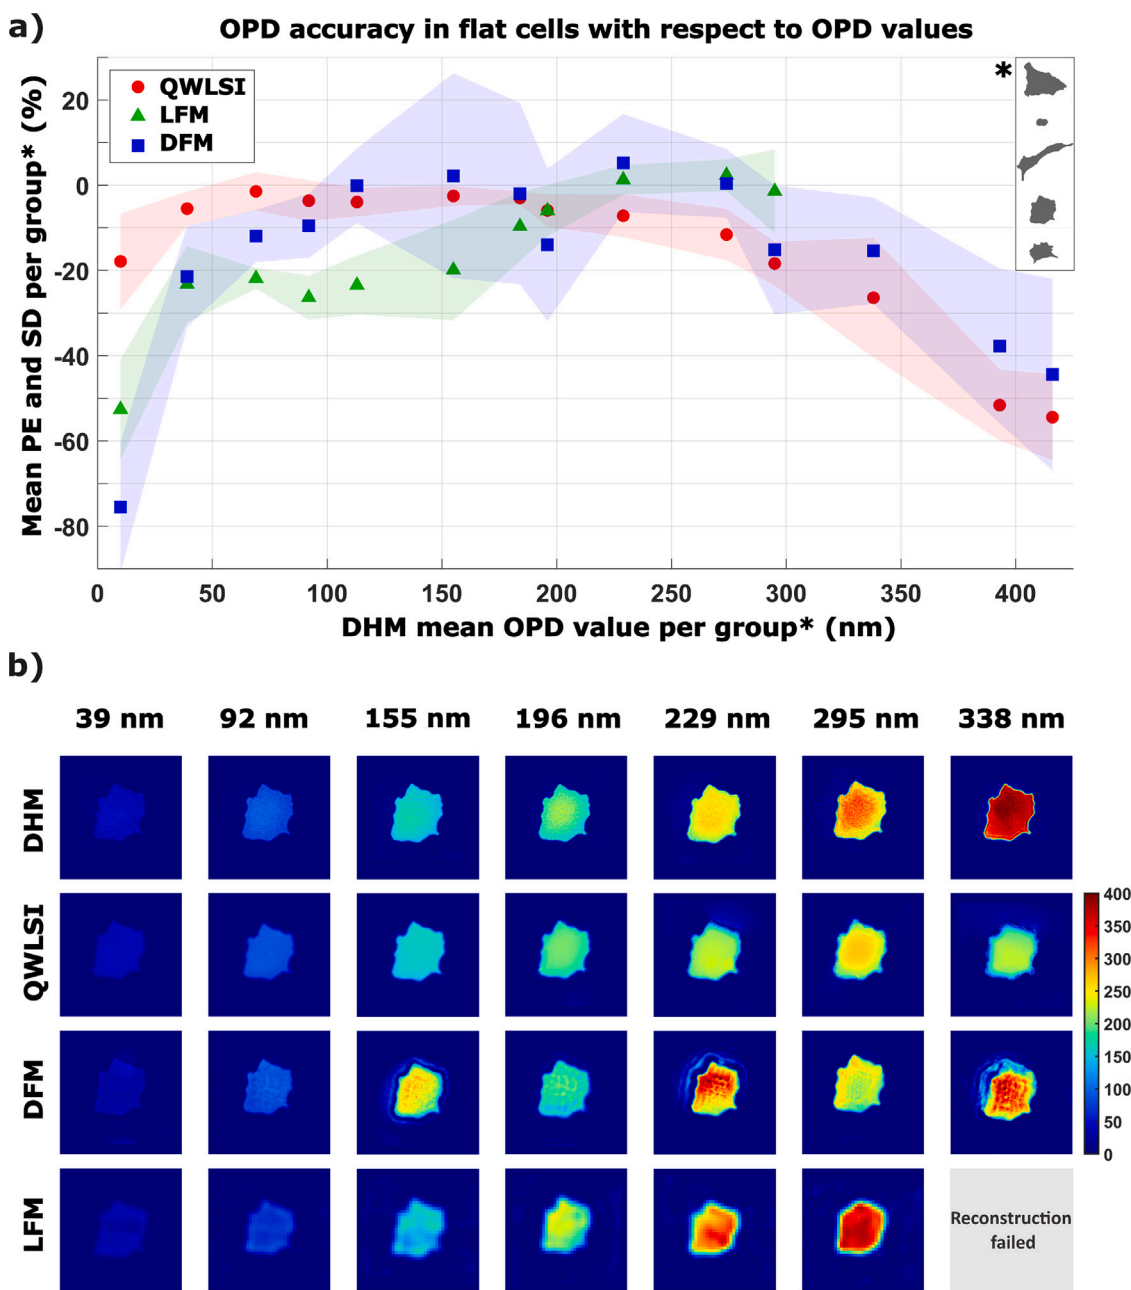 a)
OPD accuracy in flat cells with respect to OPD values
Mean PE and SD per group* (%)
20
0
-20
-40
-60
-80
QWLSI
LFM
DFM
*
0 50 100 150 200 250 300 350 400
DHM mean OPD value per group* (nm)
b)
39 nm 92 nm 155 nm 196 nm 229 nm 295 nm 338 nm
DHM
QWLSI
DFM
LFM
Reconstruction
failed
400
350
300
250
200
150
100
50
0